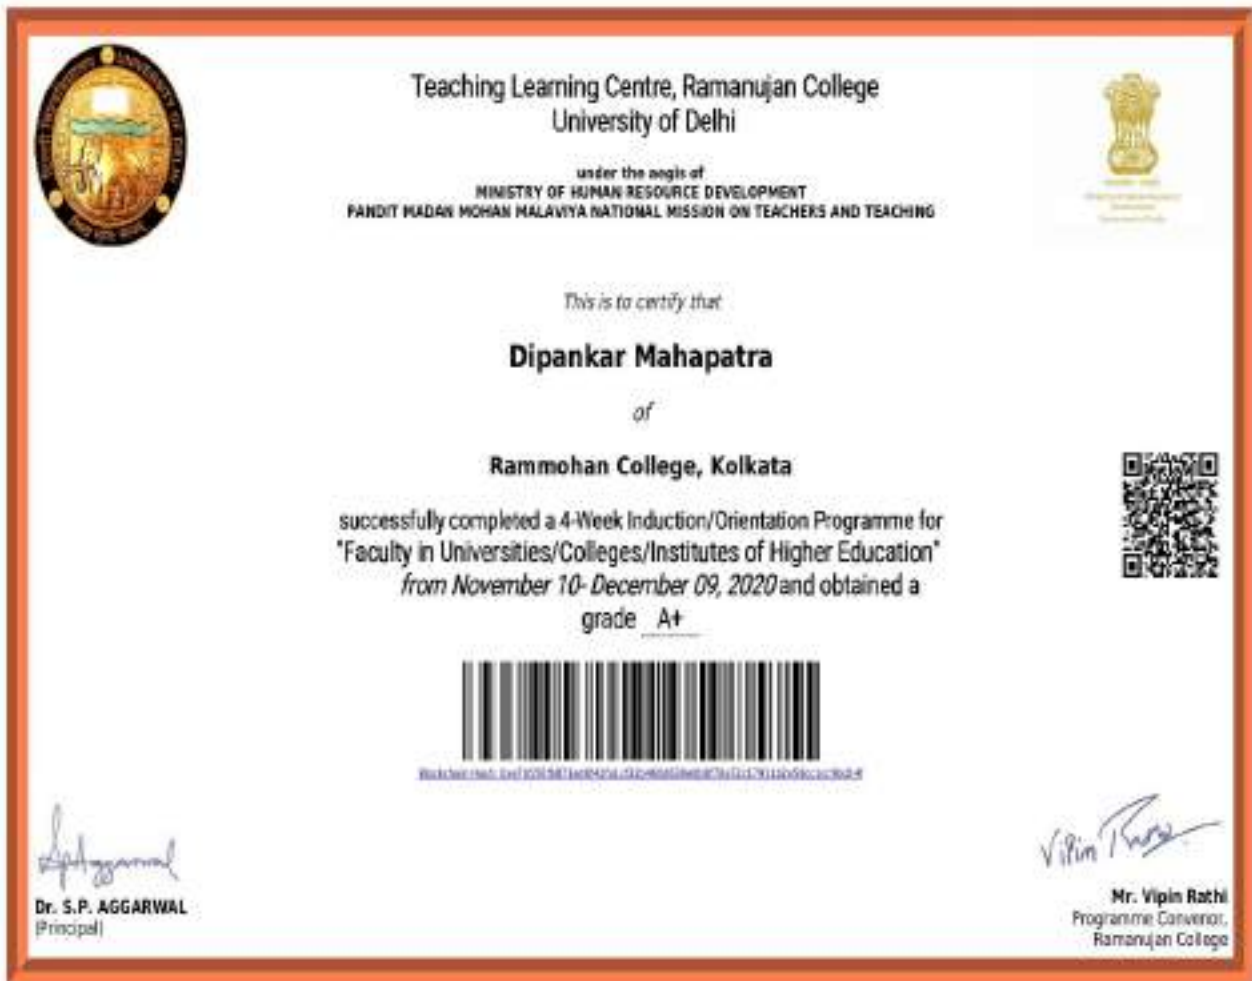 Teaching Learning Centre, Ramanujan College
University of Delhi
under the aegis of
MINISTRY OF HUMAN RESOURCE DEVELOPMENT
PANDIT MADAN MOHAN MALAVIYA NATIONAL MISSION ON TEACHERS AND TEACHING
This is to certify that
Dipankar Mahapatra
of
Rammohan College, Kolkata
successfully completed a 4-Week Induction/Orientation Programme for
"Faculty in Universities/Colleges/Institutes of Higher Education"
from November 10- December 09, 2020 and obtained a
grade A+
Dr. S.P. AGGARWAL
(Principal)
Vipin
Mr. Vipin Rathi
Programme Convenor,
Ramanujan College